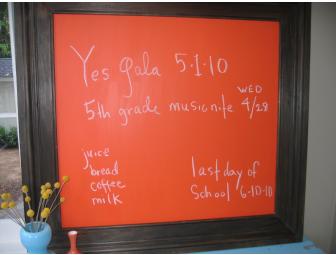 Yes gala 5.1.10
WED
5th grade music nite 4/28
juice
bread
coffee
milk
last day of
School 6-10-10